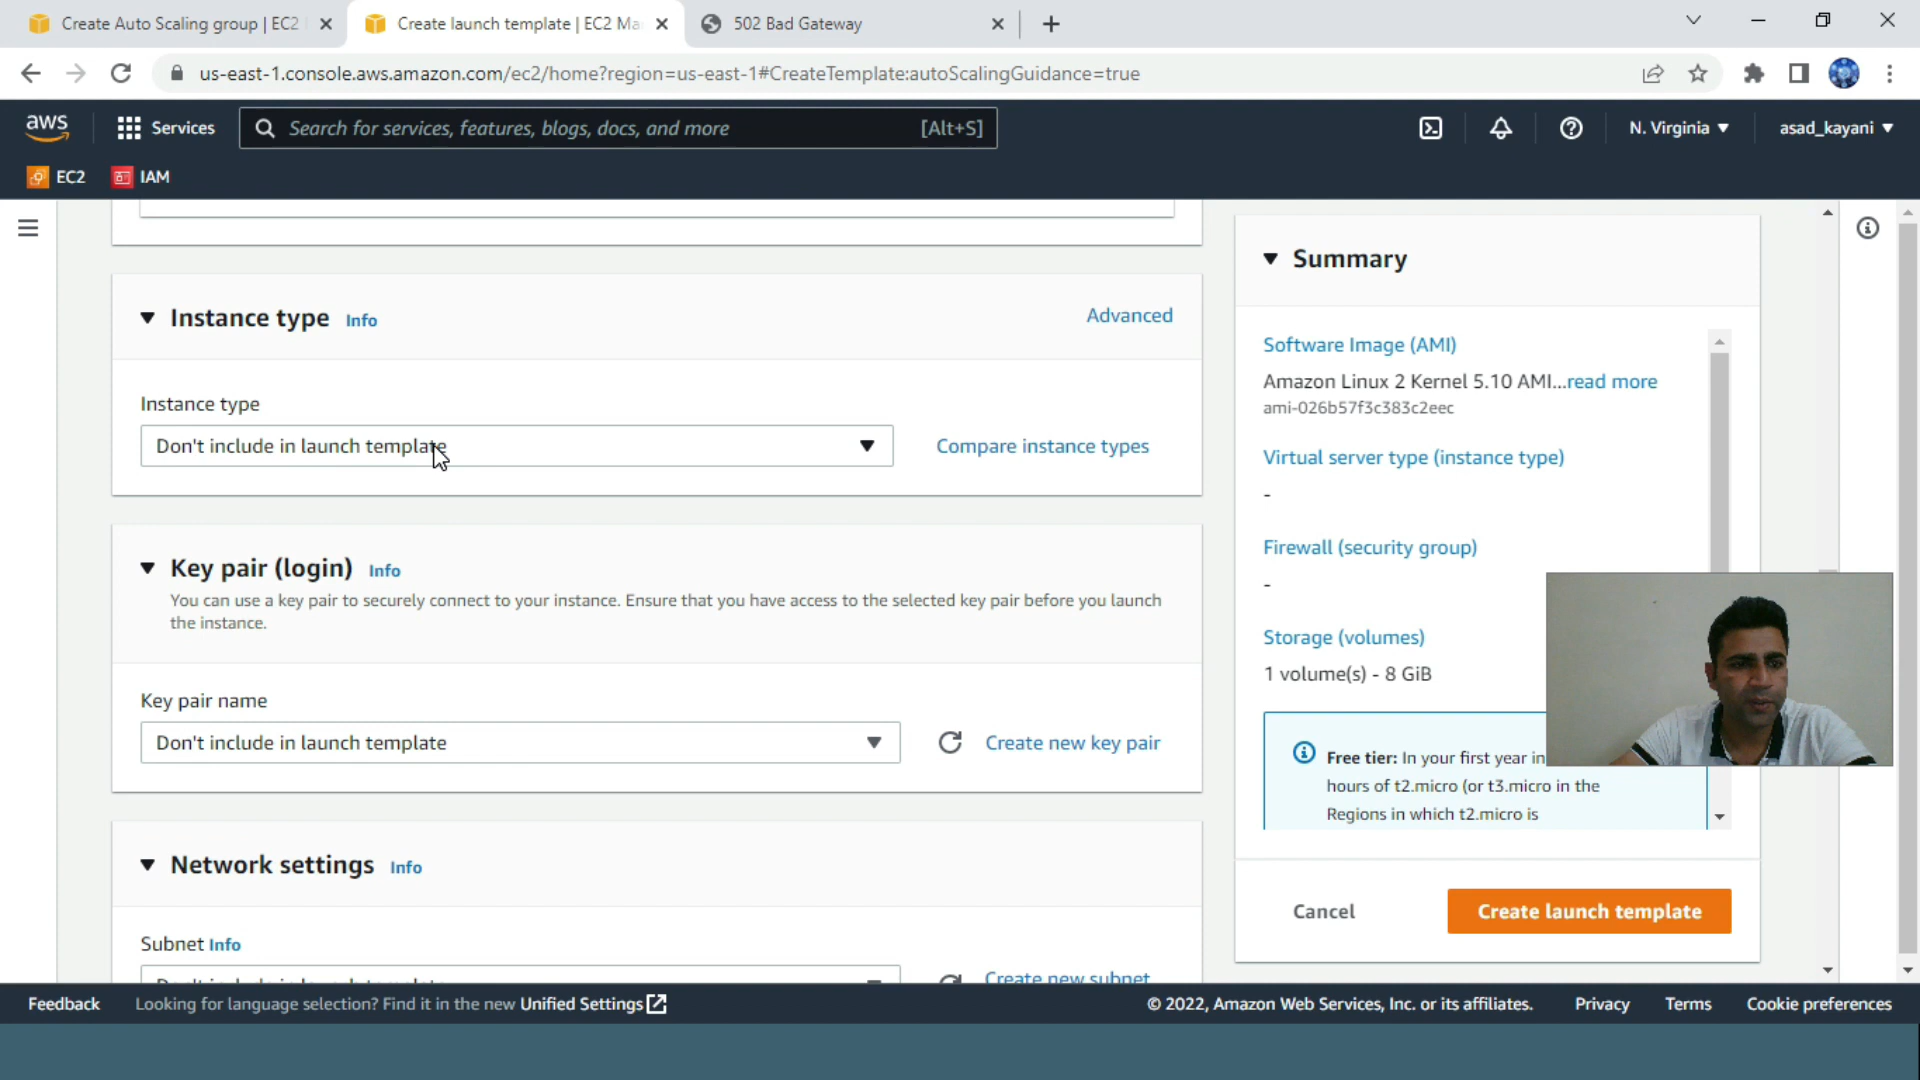 Create Auto Scaling group | EC2
Create launch template | EC2 Ma
502 Bad Gateway
us-east-1.console.aws.amazon.com/ec2/home?region=us-east-1#CreateTemplate:autoScalingGuidance=true
aws
Services
Search for services, features, blogs, docs, and more
[Alt+S]
N. Virginia
asad_kayani
EC2
IAM
Instance type Info
Advanced
Instance type
Don't include in launch template
Compare instance types
Key pair (login) Info
You can use a key pair to securely connect to your instance. Ensure that you have access to the selected key pair before you launch
the instance.
Key pair name
Don't include in launch template
Create new key pair
Network settings Info
Subnet Info
Create new subnet
Summary
Software Image (AMI)
Amazon Linux 2 Kernel 5.10 AMI...read more
ami-026b57f3c383c2eec
Virtual server type (instance type)
-
Firewall (security group)
-
Storage (volumes)
1 volume(s) - 8 GiB
Free tier: In your first year in
hours of t2.micro (or t3.micro in the
Regions in which t2.micro is
Cancel
Create launch template
Feedback
Looking for language selection? Find it in the new Unified Settings
© 2022, Amazon Web Services, Inc. or its affiliates.
Privacy
Terms
Cookie preferences